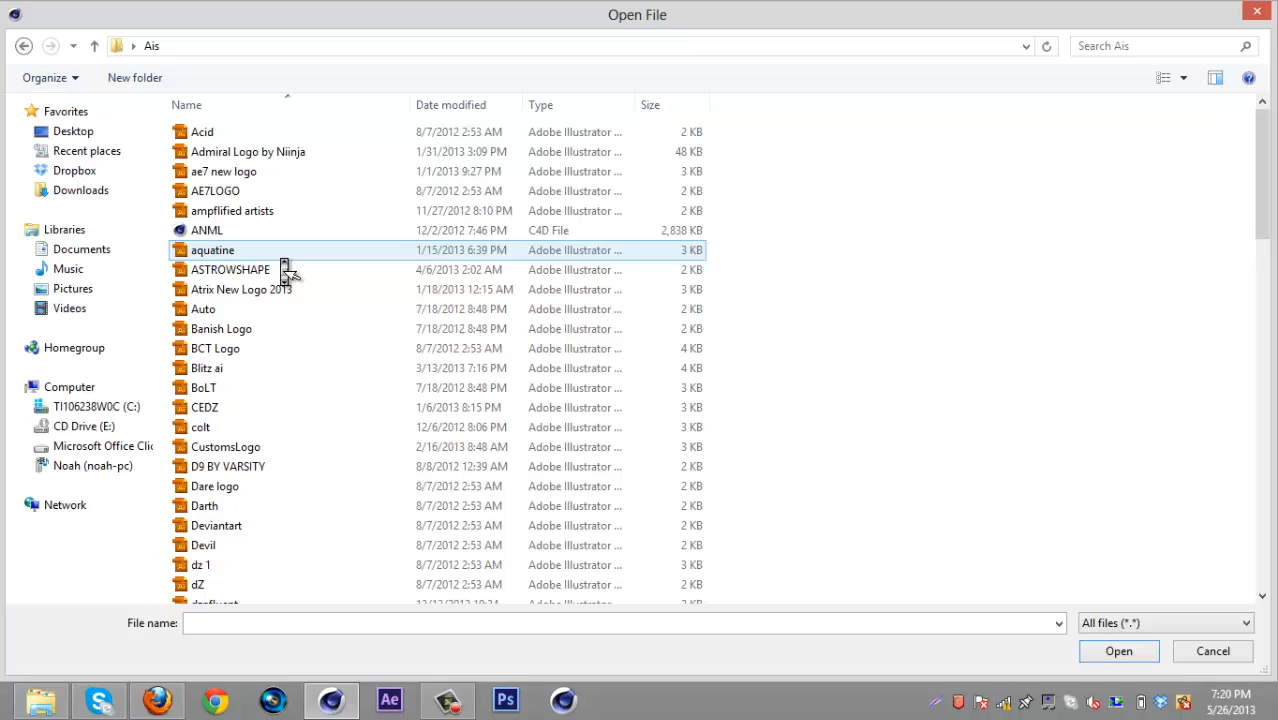 Open File
Ais
Search Ais
Organize
New folder
Name
Date modified
Type
Size
Favorites
Desktop
Recent places
Dropbox
Downloads
Libraries
Documents
Music
Pictures
Videos
Homegroup
Computer
TI106238W0C (C:)
CD Drive (E:)
Microsoft Office Clic
Noah (noah-pc)
Network
Acid 8/7/2012 2:53 AM Adobe Illustrator ... 2 KB
Admiral Logo by Niinja 1/31/2013 3:09 PM Adobe Illustrator ... 48 KB
ae7 new logo 1/1/2013 9:27 PM Adobe Illustrator ... 3 KB
AE7LOGO 8/7/2012 2:53 AM Adobe Illustrator ... 2 KB
ampflified artists 11/27/2012 8:10 PM Adobe Illustrator ... 2 KB
ANML 12/2/2012 7:46 PM C4D File 2,838 KB
aquatine 1/15/2013 6:39 PM Adobe Illustrator ... 3 KB
ASTROWSHAPE 4/6/2013 2:02 AM Adobe Illustrator ... 2 KB
Atrix New Logo 2013 1/18/2013 12:15 AM Adobe Illustrator ... 3 KB
Auto 7/18/2012 8:48 PM Adobe Illustrator ... 2 KB
Banish Logo 7/18/2012 8:48 PM Adobe Illustrator ... 2 KB
BCT Logo 8/7/2012 2:53 AM Adobe Illustrator ... 4 KB
Blitz ai 3/13/2013 7:16 PM Adobe Illustrator ... 4 KB
BoLT 7/18/2012 8:48 PM Adobe Illustrator ... 3 KB
CEDZ 1/6/2013 8:15 PM Adobe Illustrator ... 3 KB
colt 12/6/2012 8:06 PM Adobe Illustrator ... 3 KB
CustomsLogo 2/16/2013 8:48 AM Adobe Illustrator ... 3 KB
D9 BY VARSITY 8/8/2012 12:39 AM Adobe Illustrator ... 2 KB
Dare logo 8/7/2012 2:53 AM Adobe Illustrator ... 2 KB
Darth 8/7/2012 2:53 AM Adobe Illustrator ... 2 KB
Deviantart 8/7/2012 2:53 AM Adobe Illustrator ... 2 KB
Devil 8/7/2012 2:53 AM Adobe Illustrator ... 2 KB
dz 1 8/7/2012 2:53 AM Adobe Illustrator ... 3 KB
dZ 8/7/2012 2:53 AM Adobe Illustrator ... 2 KB
File name:
All files (*.*)
Open
Cancel
Ae
Ps
7:20 PM
5/26/2013